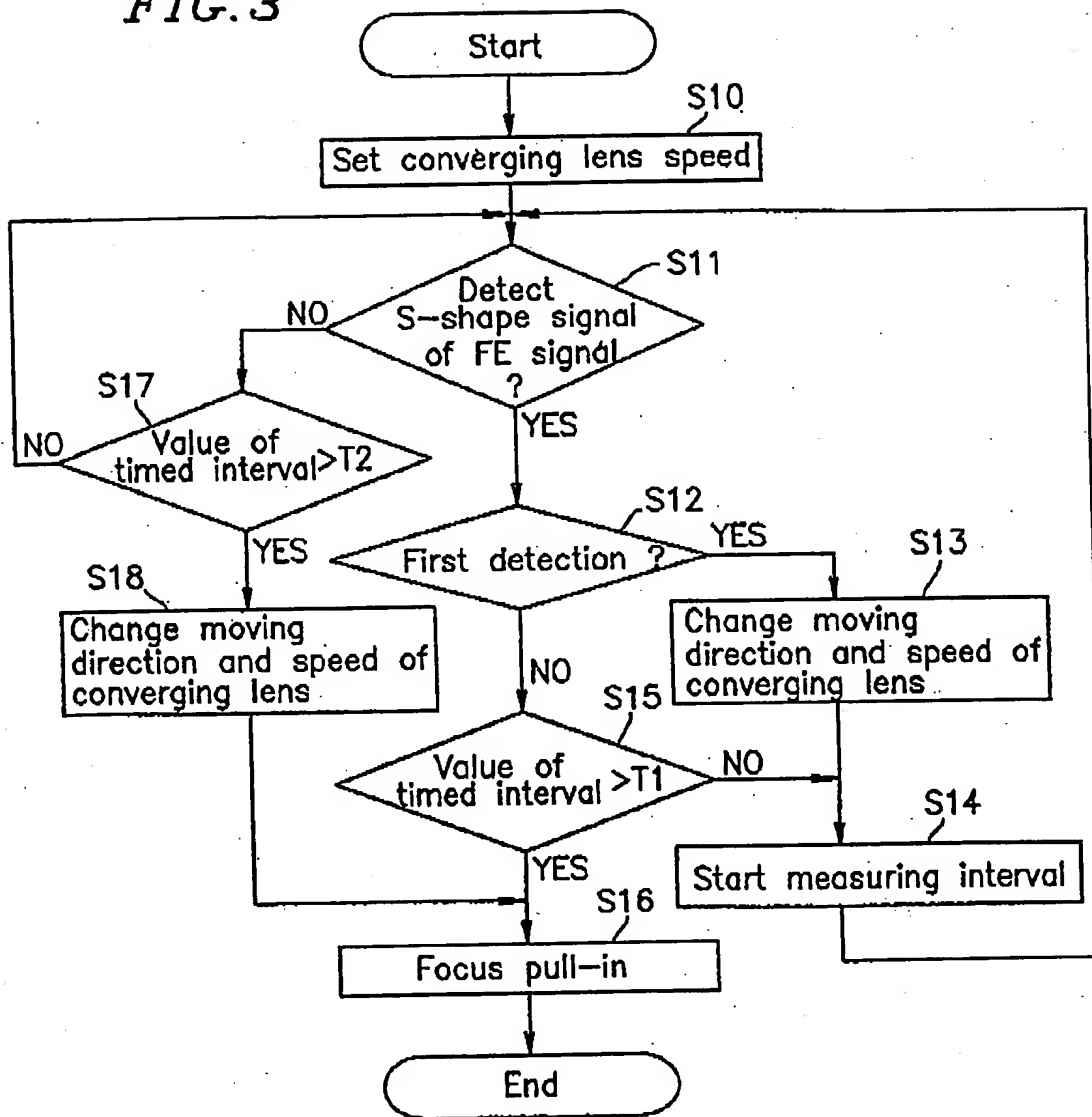 FIG. 3
Start
S10
Set converging lens speed
S11
Detect
S-shape signal
of FE signal
?
NO
YES
S17
Value of
timed interval >T2
NO
YES
S12
First detection ?
YES
NO
S13
Change moving
direction and speed of
converging lens
S18
Change moving
direction and speed of
converging lens
S15
Value of
timed interval >T1
NO
YES
S14
Start measuring interval
S16
Focus pull-in
End